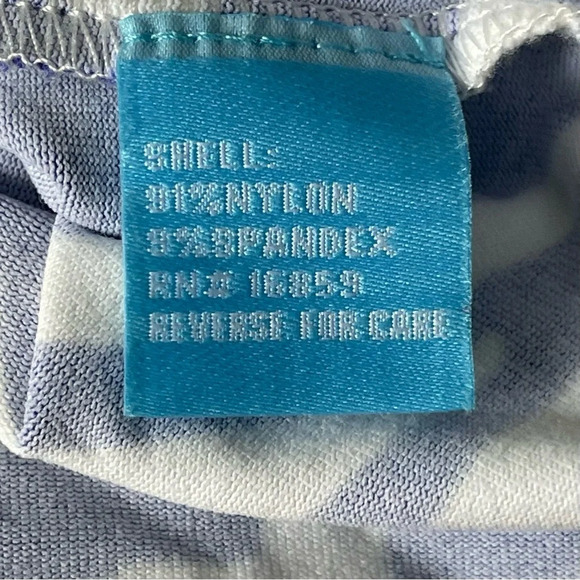 SHELL:
91%NYLON
9%SPANDEX
RN# 16859
REVERSE FOR CARE